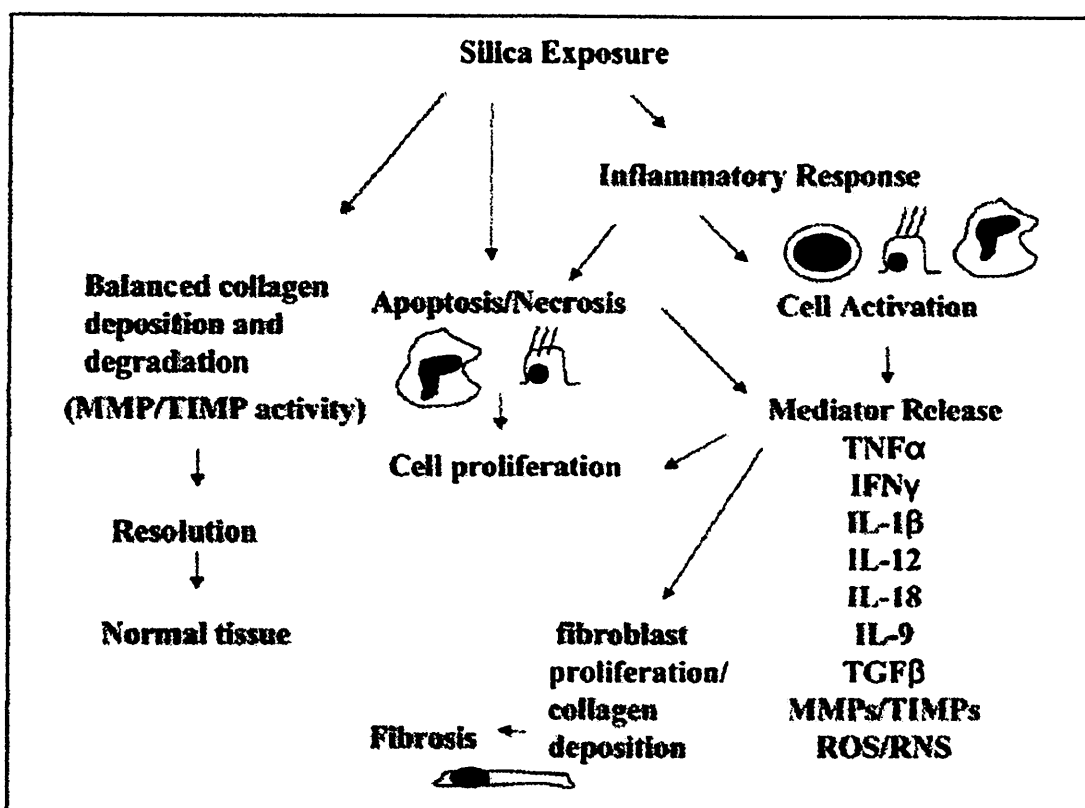 Silica Exposure
Inflammatory Response
Balanced collagen
deposition and
degradation
(MMP/TIMP activity)
Apoptosis/Necrosis
Cell Activation
Mediator Release
TNFα
IFNγ
IL-1β
IL-12
IL-18
IL-9
TGFβ
MMPs/TIMPs
ROS/RNS
Cell proliferation
Resolution
Normal tissue
fibroblast
proliferation/
collagen
deposition
Fibrosis